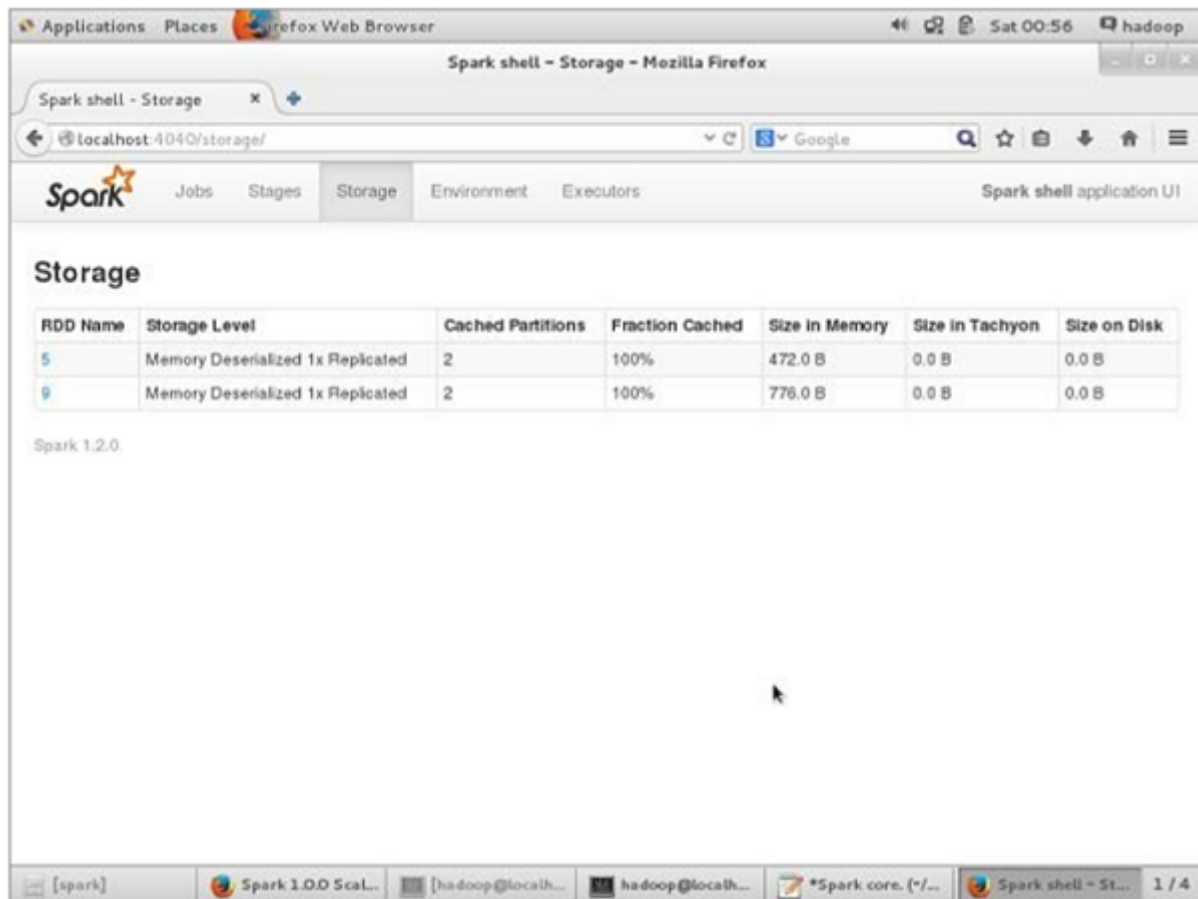 Applications Places Firefox Web Browser Sat 00:56 hadoop
Spark shell - Storage - Mozilla Firefox
Spark shell - Storage
localhost:4040/storage/ Google
Spark Jobs Stages Storage Environment Executors Spark shell application UI
Storage
RDD Name Storage Level Cached Partitions Fraction Cached Size in Memory Size in Tachyon Size on Disk
5 Memory Deserialized 1x Replicated 2 100% 472.0 B 0.0 B 0.0 B
9 Memory Deserialized 1x Replicated 2 100% 776.0 B 0.0 B 0.0 B
Spark 1.2.0.
[spark] Spark 1.0.0 Scal... [hadoop@localh... hadoop@localh... *Spark core. (~/... Spark shell - St... 1 / 4